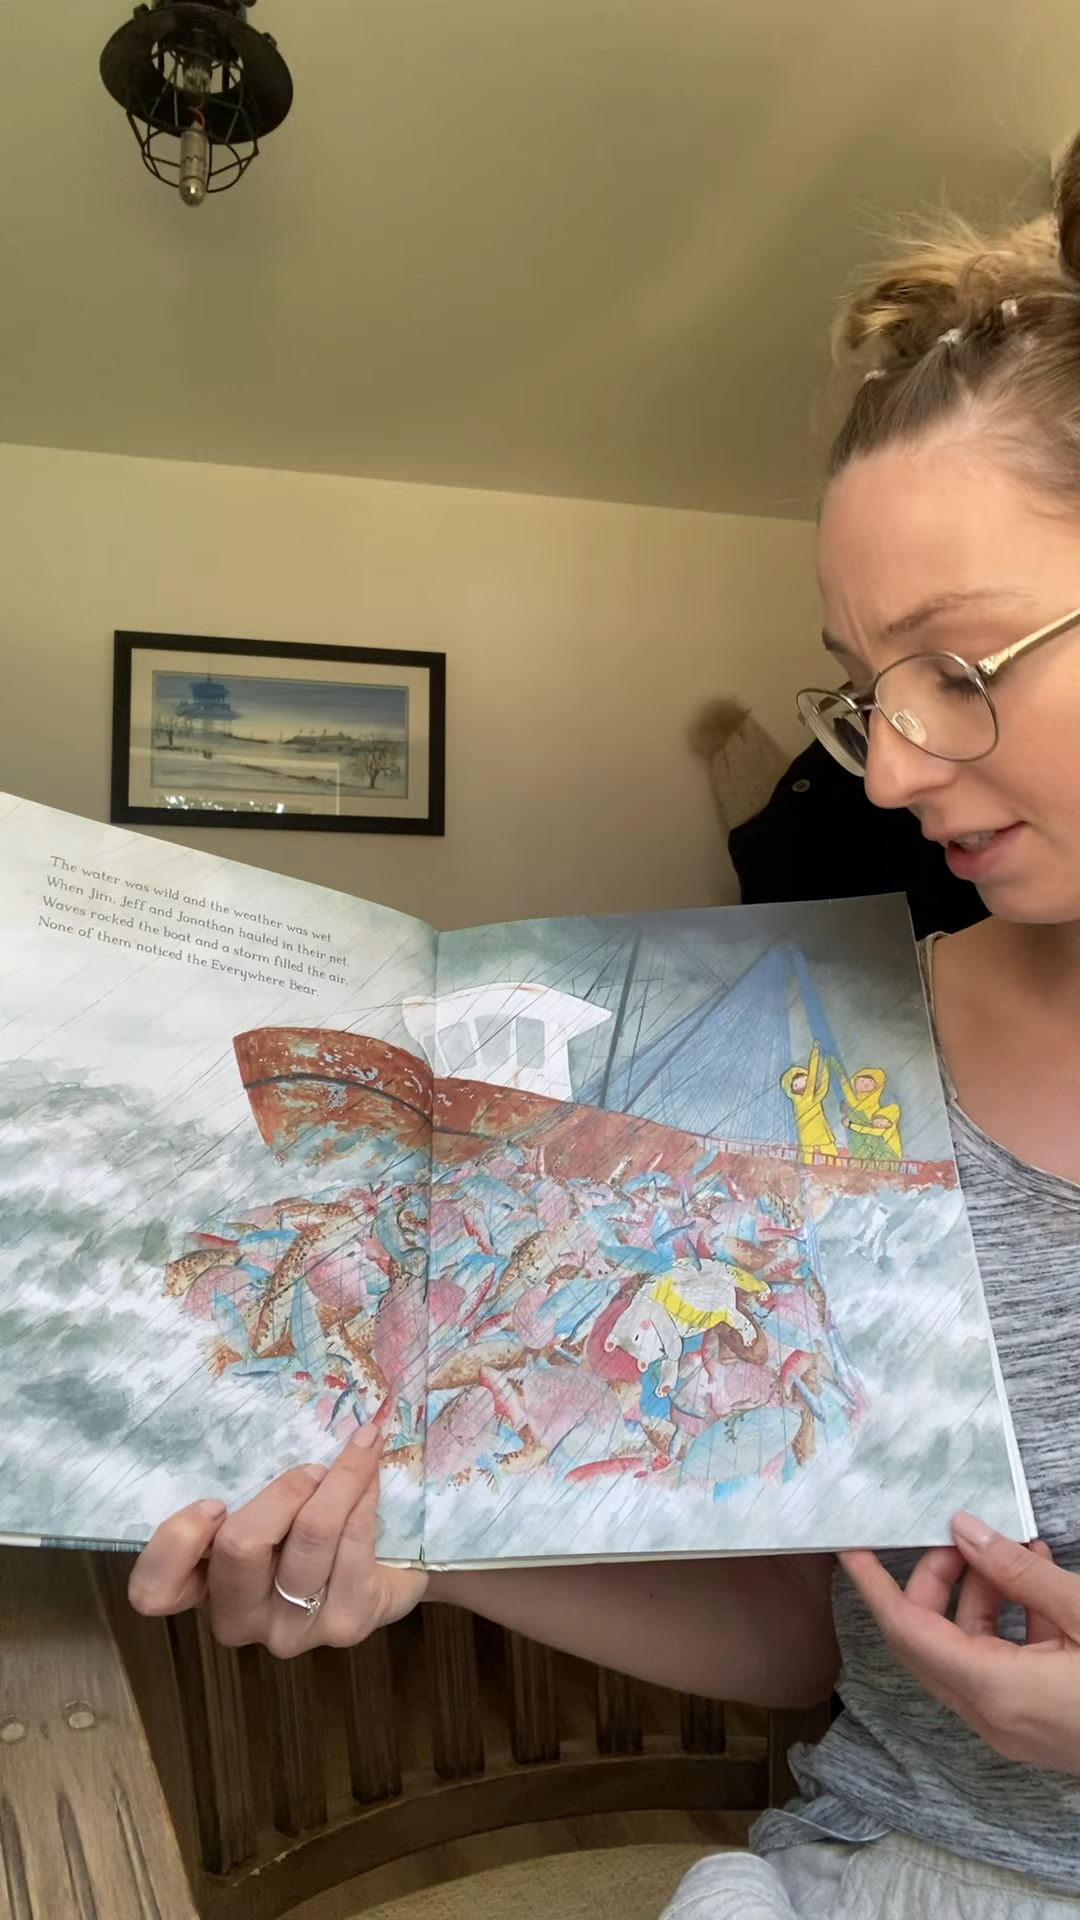 The water was wild and the weather was wet
When Jim, Jeff and Jonathan hauled in their net.
Waves rocked the boat and a storm filled the air.
None of them noticed the Everywhere Bear.